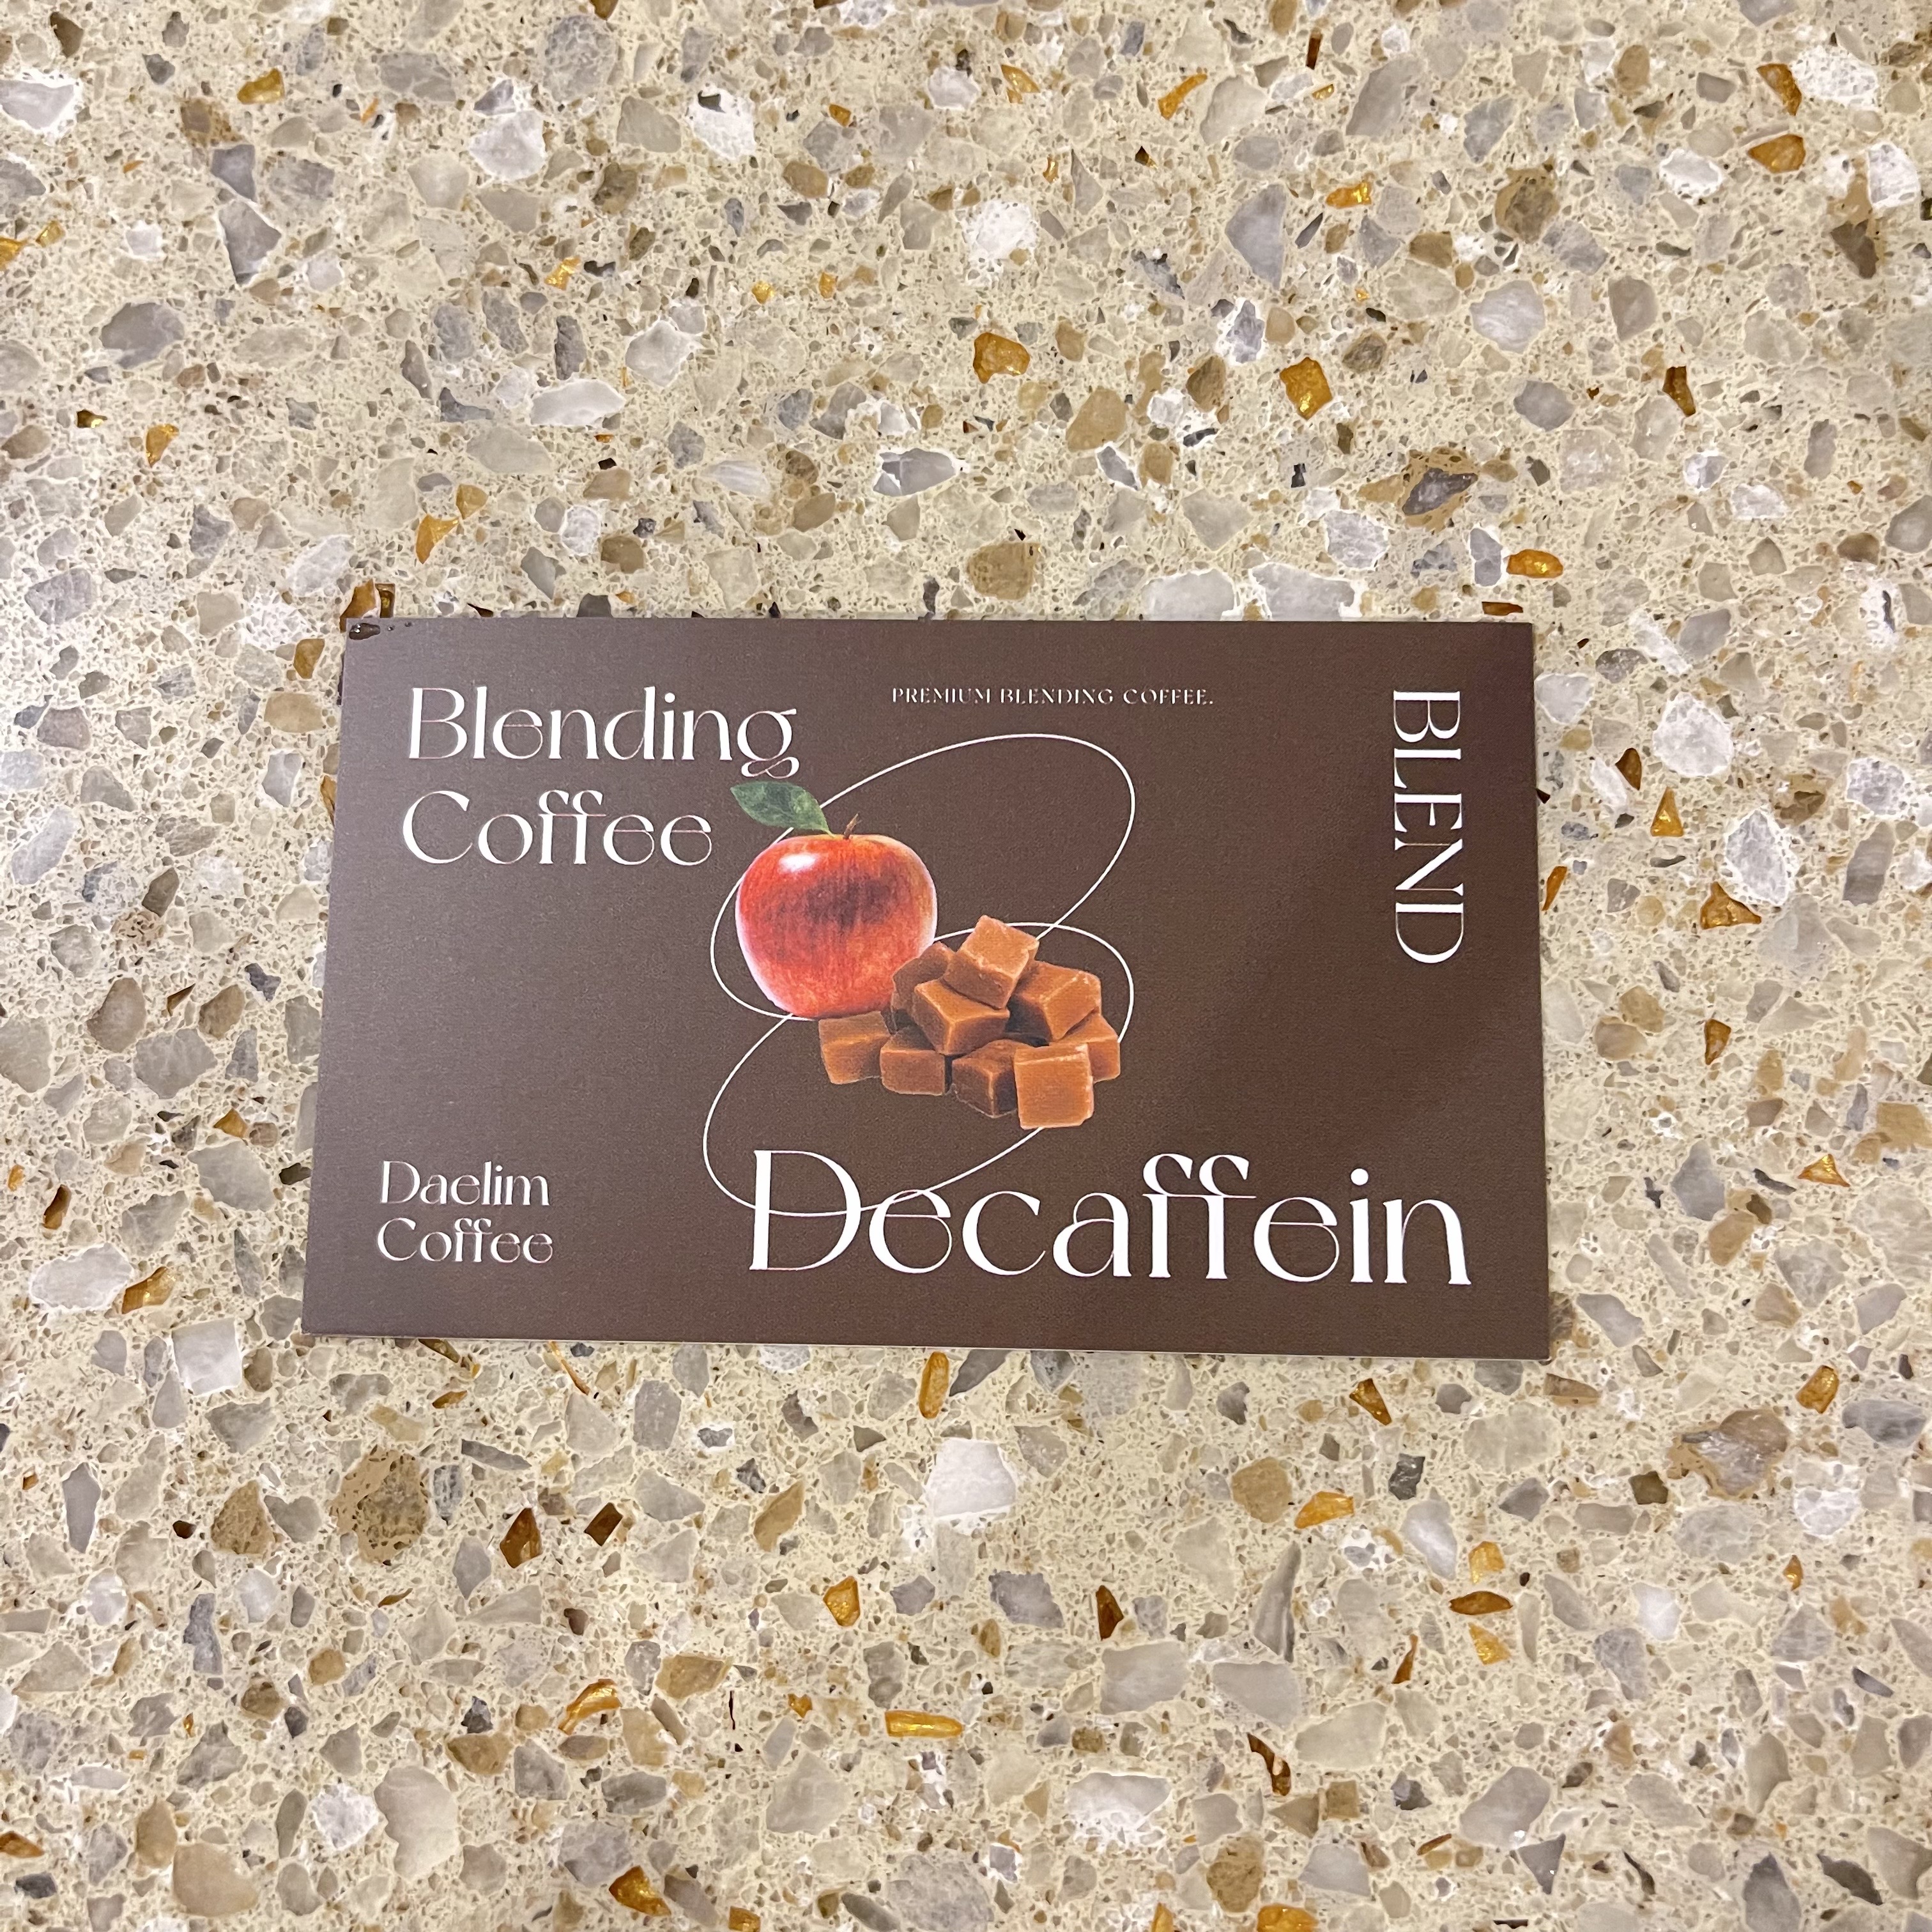 Blending
Coffee
PREMIUM BLENDING COFFEE.
BLEND
Daelim
Coffee
Decaffein